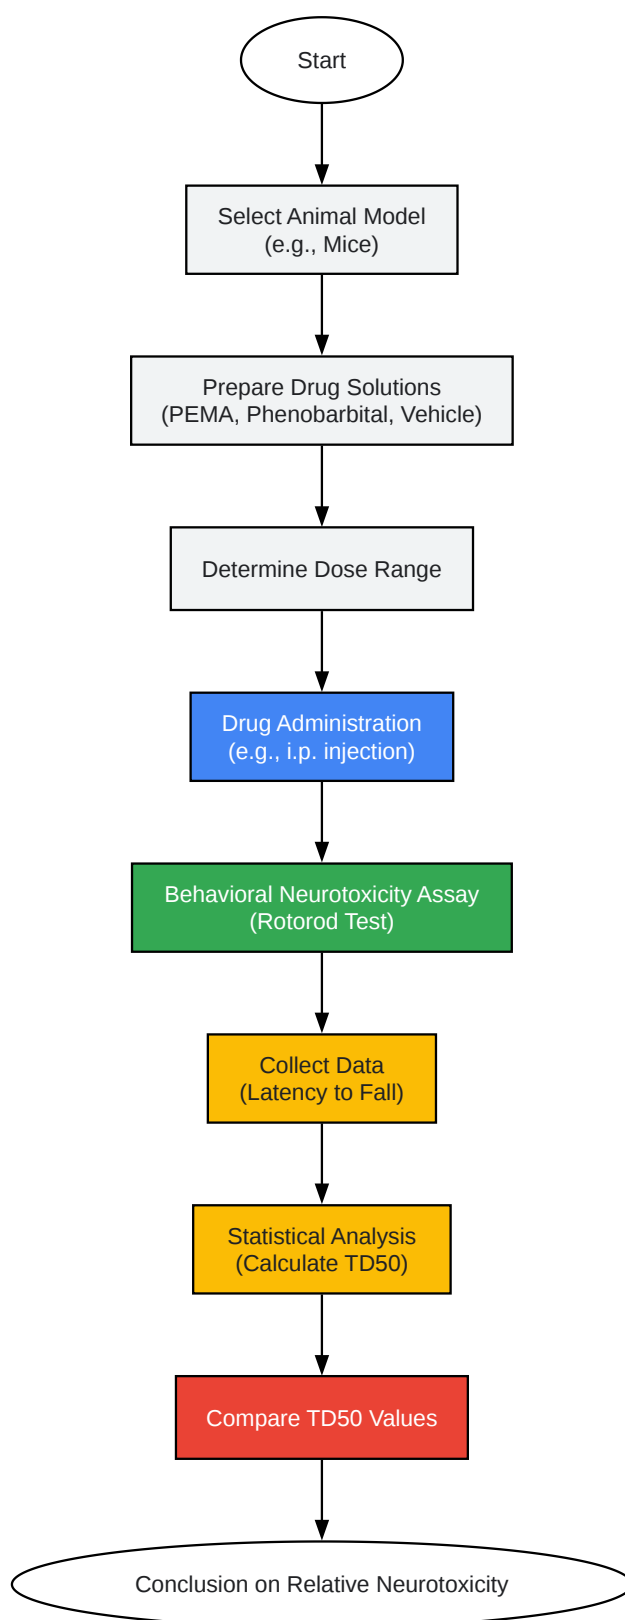 Start
Select Animal Model
(e.g., Mice)
Prepare Drug Solutions
(PEMA, Phenobarbital, Vehicle)
Determine Dose Range
Drug Administration
(e.g., i.p. injection)
Behavioral Neurotoxicity Assay
(Rotorod Test)
Collect Data
(Latency to Fall)
Statistical Analysis
(Calculate TD50)
Compare TD50 Values
Conclusion on Relative Neurotoxicity